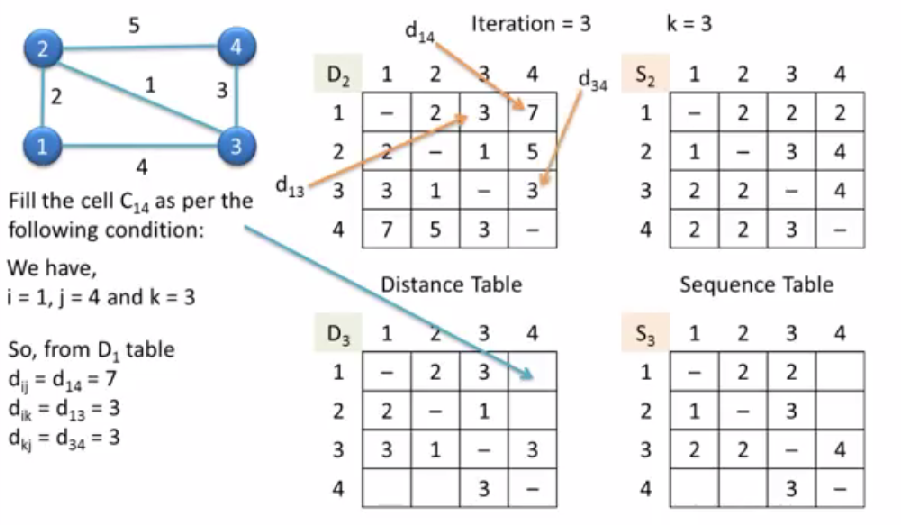 Iteration = 3 k = 3
5
2 4
2 1 3
1 3
4
d14
d34
d13
D2 1 2 3 4
1 – 2 3 7
2 2 – 1 5
3 3 1 – 3
4 7 5 3 –
S2 1 2 3 4
1 – 2 2 2
2 1 – 3 4
3 2 2 – 4
4 2 2 3 –
Fill the cell C14 as per the
following condition:
We have,
i = 1, j = 4 and k = 3
So, from D1 table
dij = d14 = 7
dik = d13 = 3
dkj = d34 = 3
Distance Table
Sequence Table
D3 1 2 3 4
1 – 2 3
2 2 – 1
3 3 1 – 3
4 3 –
S3 1 2 3 4
1 – 2 2
2 1 – 3
3 2 2 – 4
4 3 –